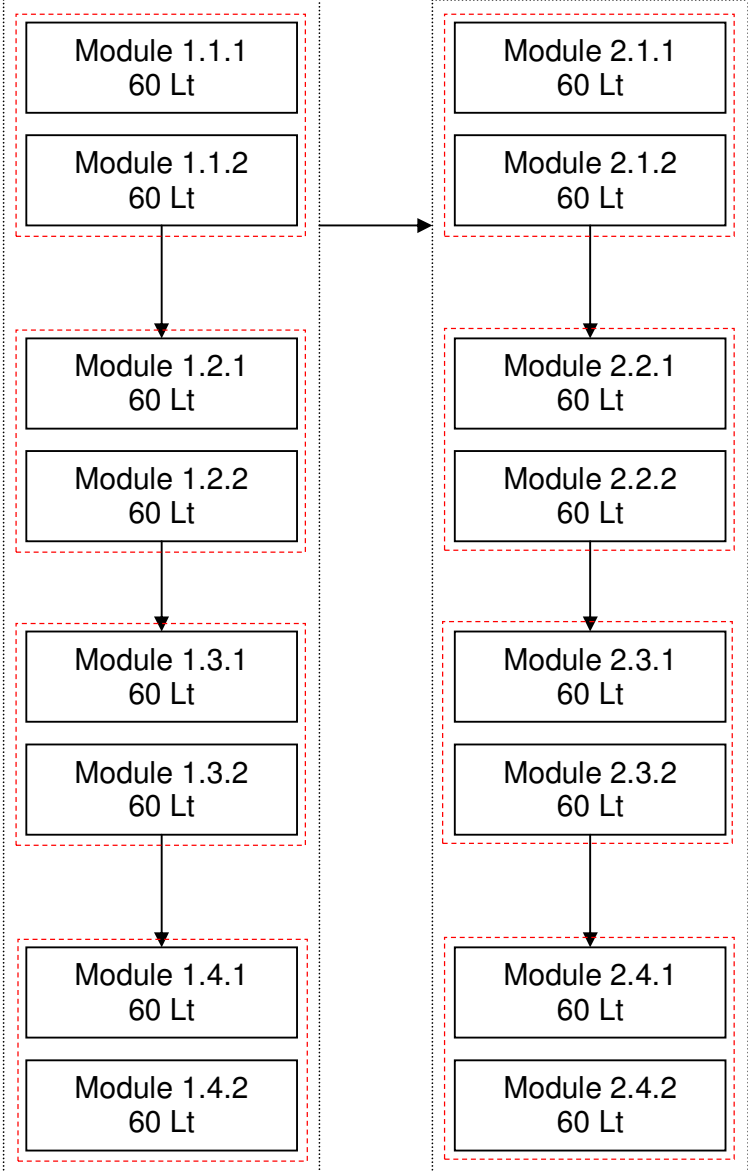 Module 1.1.1
60 Lt
Module 1.1.2
60 Lt
Module 1.2.1
60 Lt
Module 1.2.2
60 Lt
Module 1.3.1
60 Lt
Module 1.3.2
60 Lt
Module 1.4.1
60 Lt
Module 1.4.2
60 Lt
Module 2.1.1
60 Lt
Module 2.1.2
60 Lt
Module 2.2.1
60 Lt
Module 2.2.2
60 Lt
Module 2.3.1
60 Lt
Module 2.3.2
60 Lt
Module 2.4.1
60 Lt
Module 2.4.2
60 Lt